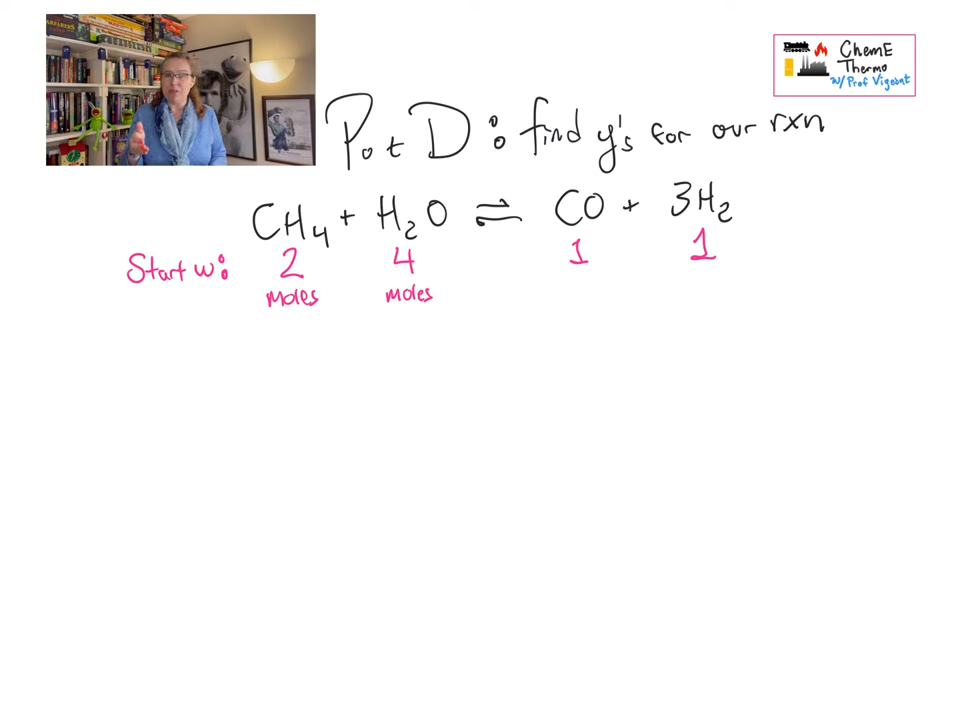 ChemE
Thermo
w/ Prof Vigeant
PotD: find y's for our rxn
CH₄ + H₂O ⇌ CO + 3H₂
Start w: 2 4 1 1
moles moles